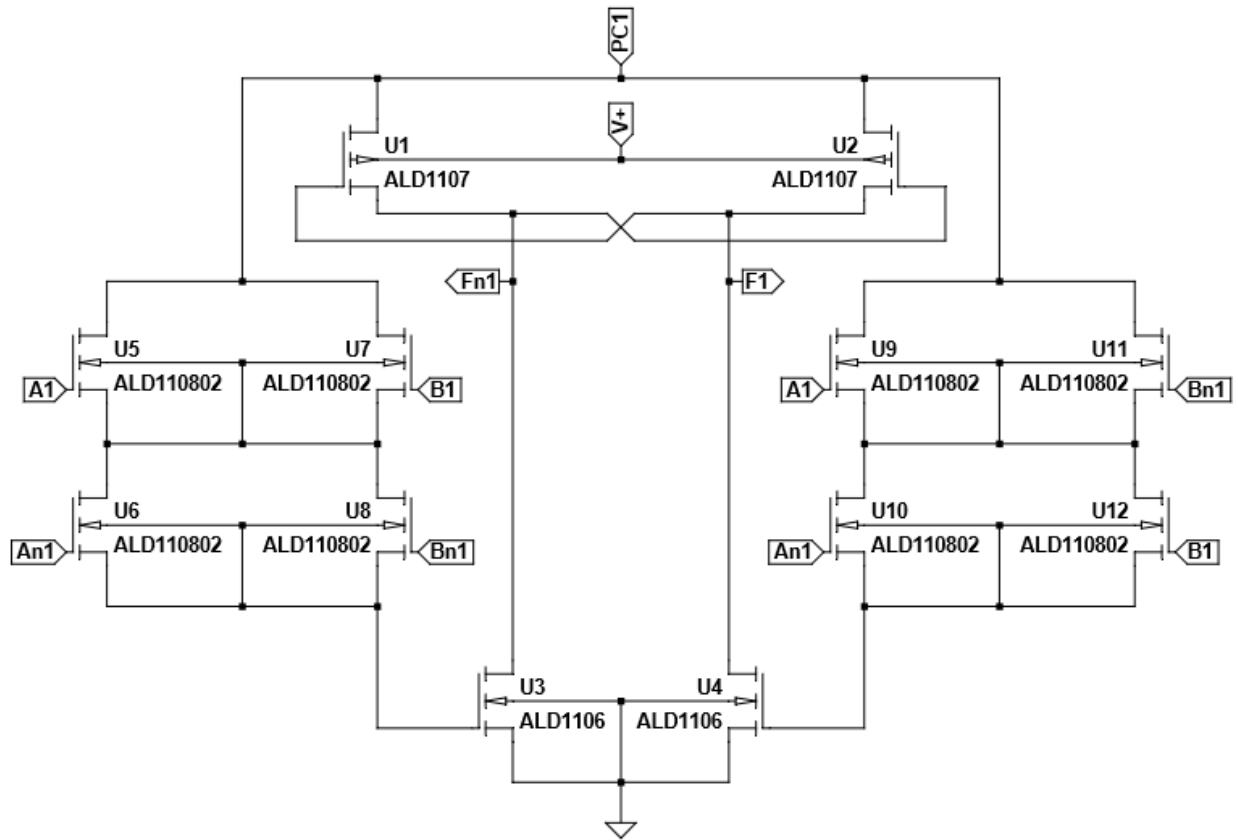 PC1
V+
U1
U2
ALD1107
ALD1107
Fn1
F1
U5
U7
U9
U11
A1
ALD110802
ALD110802
B1
A1
ALD110802
ALD110802
Bn1
U6
U8
U10
U12
An1
ALD110802
ALD110802
Bn1
An1
ALD110802
ALD110802
B1
U3
U4
ALD1106
ALD1106